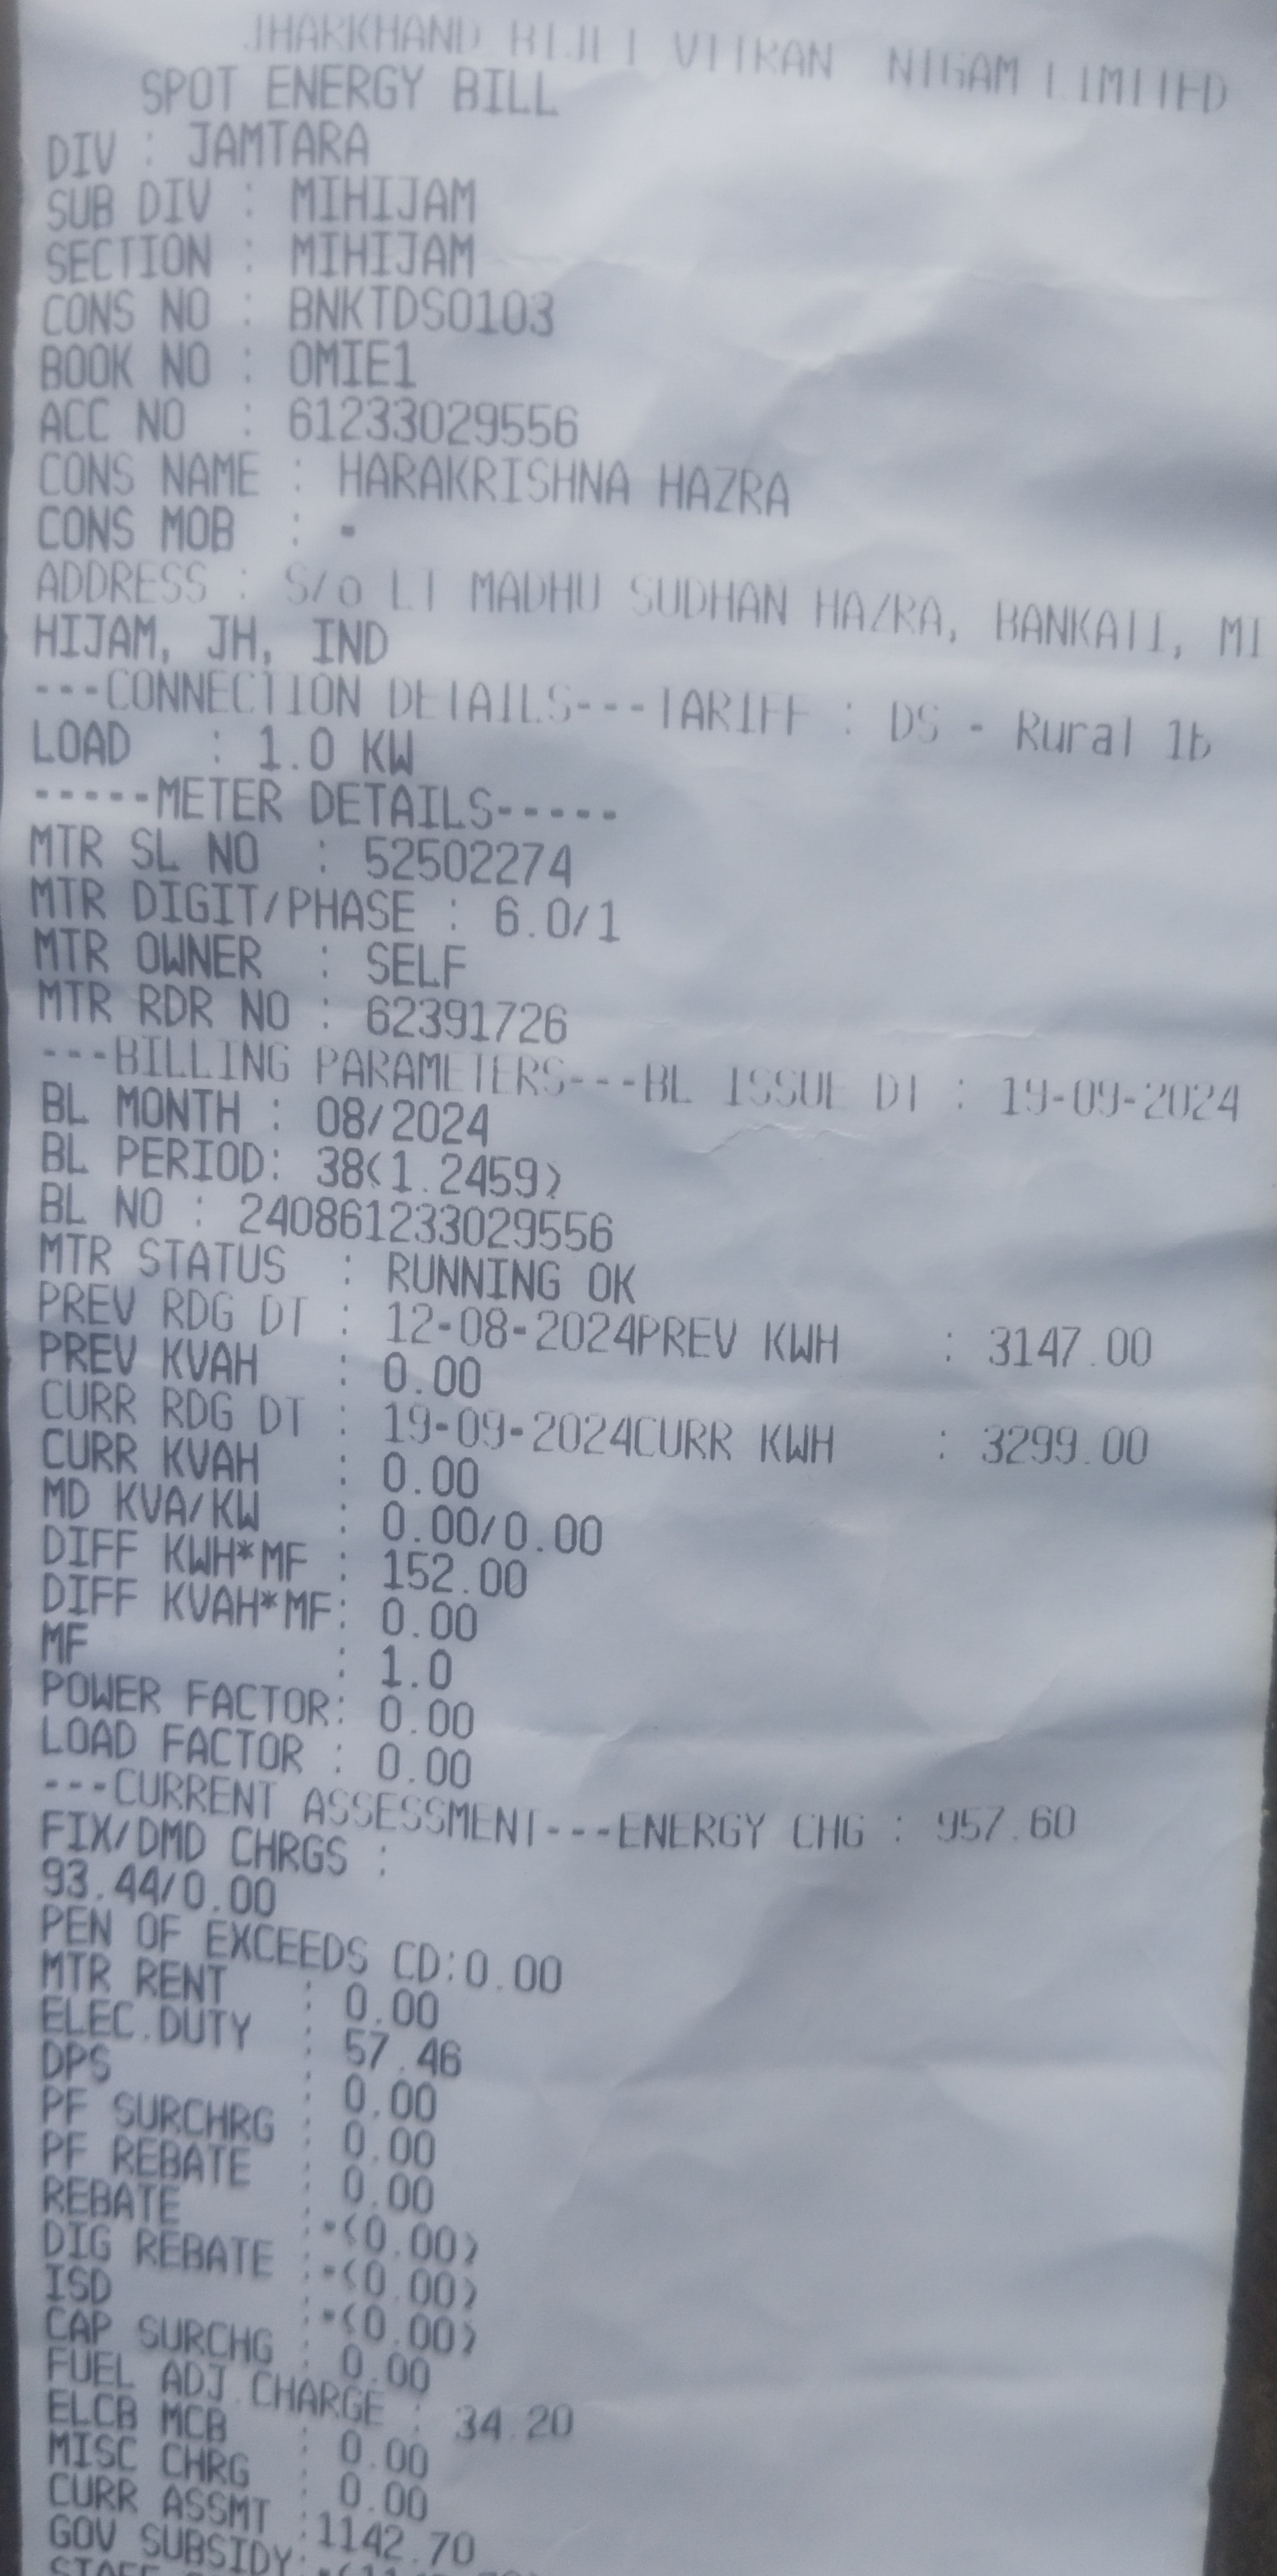 JHARKHAND BIJLI VITRAN NIGAM LIMITED
SPOT ENERGY BILL
DIV : JAMTARA
SUB DIV : MIHIJAM
SECTION : MIHIJAM
CONS NO : BNKTDS0103
BOOK NO : OMIE1
ACC NO : 61233029556
CONS NAME : HARAKRISHNA HAZRA
CONS MOB : -
ADDRESS : S/o LT MADHU SUDHAN HAZRA, BANKATI, MI
HIJAM, JH, IND
---CONNECTION DETAILS---TARIFF : DS - Rural 1b
LOAD : 1.0 KW
-----METER DETAILS-----
MTR SL NO : 52502274
MTR DIGIT/PHASE : 6.0/1
MTR OWNER : SELF
MTR RDR NO : 62391726
---BILLING PARAMETERS---BL ISSUE DT : 19-09-2024
BL MONTH : 08/2024
BL PERIOD: 38(1.2459)
BL NO : 240861233029556
MTR STATUS : RUNNING OK
PREV RDG DT : 12-08-2024PREV KWH : 3147.00
PREV KVAH : 0.00
CURR RDG DT : 19-09-2024CURR KWH : 3299.00
CURR KVAH : 0.00
MD KVA/KW : 0.00/0.00
DIFF KWH*MF : 152.00
DIFF KVAH*MF: 0.00
MF : 1.0
POWER FACTOR: 0.00
LOAD FACTOR : 0.00
---CURRENT ASSESSMENT---ENERGY CHG : 957.60
FIX/DMD CHRGS :
93.44/0.00
PEN OF EXCEEDS CD:0.00
MTR RENT : 0.00
ELEC.DUTY : 57.46
DPS : 0.00
PF SURCHRG : 0.00
PF REBATE : 0.00
REBATE :-(0.00)
DIG REBATE :-(0.00)
ISD :-(0.00)
CAP SURCHG : 0.00
FUEL ADJ.CHARGE : 34.20
ELCB MCB : 0.00
MISC CHRG : 0.00
CURR ASSMT :1142.70
GOV SUBSIDY: